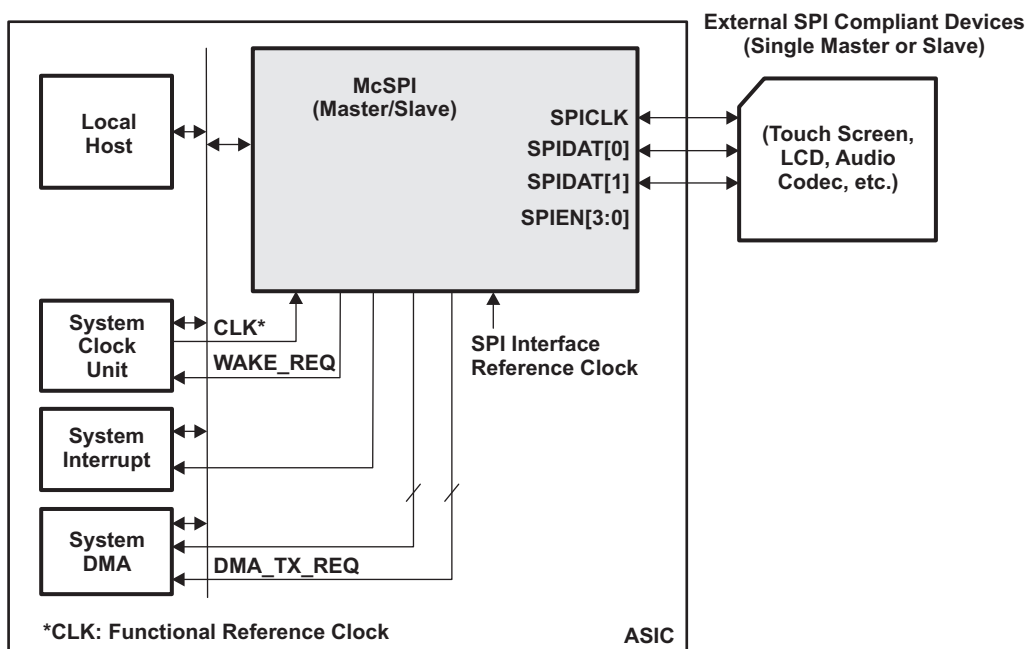 External SPI Compliant Devices
(Single Master or Slave)
McSPI
(Master/Slave)
Local
Host
SPICLK
SPIDAT[0]
SPIDAT[1]
SPIEN[3:0]
(Touch Screen,
LCD, Audio
Codec, etc.)
System
Clock
Unit
CLK*
WAKE_REQ
SPI Interface
Reference Clock
System
Interrupt
System
DMA
DMA_TX_REQ
*CLK: Functional Reference Clock
ASIC